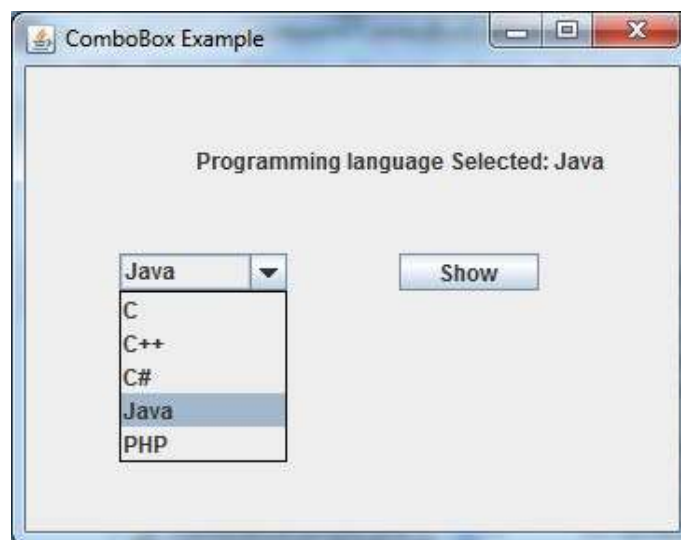 ComboBox Example
Programming language Selected: Java
Java
Show
C
C++
C#
Java
PHP